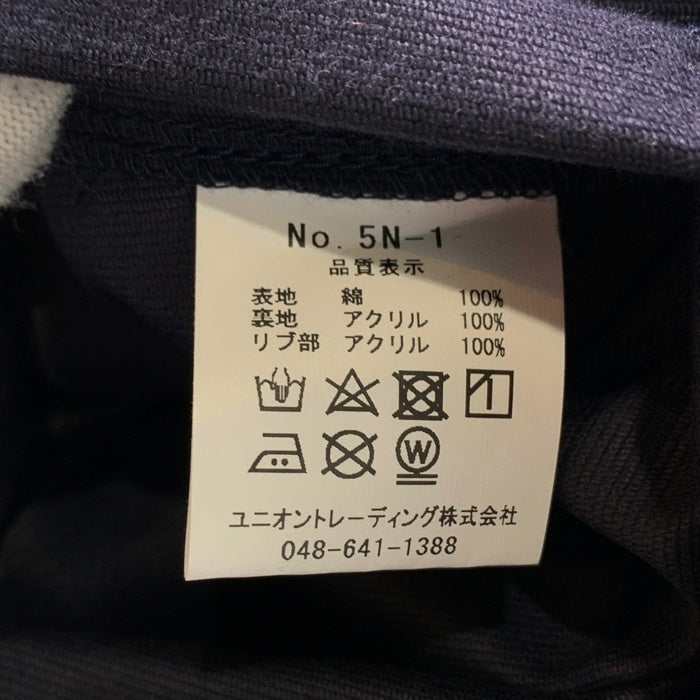 No. 5N-1
品質表示
表地 綿 100%
裏地 アクリル 100%
リブ部 アクリル 100%
W
ユニオントレーディング株式会社
048-641-1388